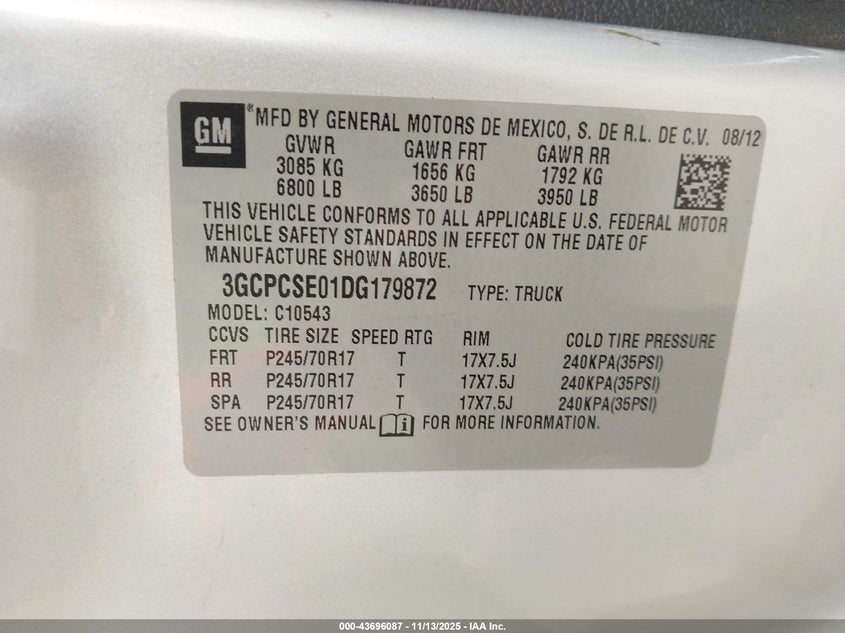 GM
®MFD BY GENERAL MOTORS DE MEXICO, S. DE R.L. DE C.V. 08/12
GVWR GAWR FRT GAWR RR
3085 KG 1656 KG 1792 KG
6800 LB 3650 LB 3950 LB
THIS VEHICLE CONFORMS TO ALL APPLICABLE U.S. FEDERAL MOTOR
VEHICLE SAFETY STANDARDS IN EFFECT ON THE DATE OF
MANUFACTURE SHOWN ABOVE.
3GCPCSE01DG179872 TYPE: TRUCK
MODEL: C10543
CCVS TIRE SIZE SPEED RTG RIM COLD TIRE PRESSURE
FRT P245/70R17 T 17X7.5J 240KPA(35PSI)
RR P245/70R17 T 17X7.5J 240KPA(35PSI)
SPA P245/70R17 T 17X7.5J 240KPA(35PSI)
SEE OWNER'S MANUAL i FOR MORE INFORMATION.
000-43696087 - 11/13/2025 - IAA Inc.